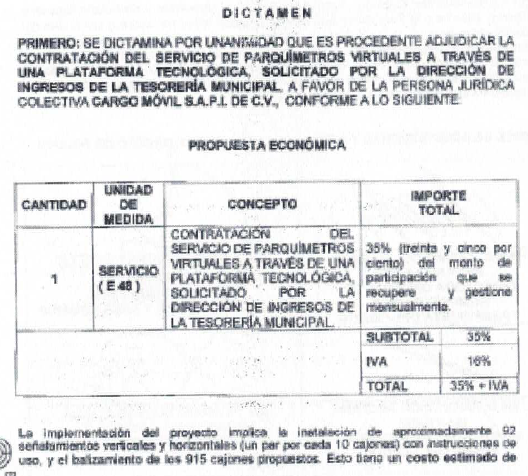 DICTAMEN
PRIMERO: SE DICTAMINA POR UNANIMIDAD QUE ES PROCEDENTE ADJUDICAR LA
CONTRATACIÓN DEL SERVICIO DE PARQUÍMETROS VIRTUALES A TRAVÉS DE
UNA PLATAFORMA TECNOLÓGICA, SOLICITADO POR LA DIRECCIÓN DE
INGRESOS DE LA TESORERÍA MUNICIPAL, A FAVOR DE LA PERSONA JURÍDICA
COLECTIVA CARGO MÓVIL S.A.P.I. DE C.V., CONFORME A LO SIGUIENTE:
PROPUESTA ECONÓMICA
CANTIDAD
UNIDAD
DE
MEDIDA
CONCEPTO
IMPORTE
TOTAL
1
SERVICIO
( E 48 )
CONTRATACIÓN DEL
SERVICIO DE PARQUÍMETROS
VIRTUALES A TRAVÉS DE UNA
PLATAFORMA TECNOLÓGICA,
SOLICITADO POR LA
DIRECCIÓN DE INGRESOS DE
LA TESORERÍA MUNICIPAL.
35% (treinta y cinco por
ciento) del monto de
participación que se
recupere y gestione
mensualmente.
SUBTOTAL 35%
IVA 16%
TOTAL 35% + IVA
La implementación del proyecto implica la instalación de aproximadamente 92
señalamientos verticales y horizontales (un par por cada 10 cajones) con instrucciones de
uso, y el balizamiento de los 915 cajones propuestos. Esto tiene un costo estimado de